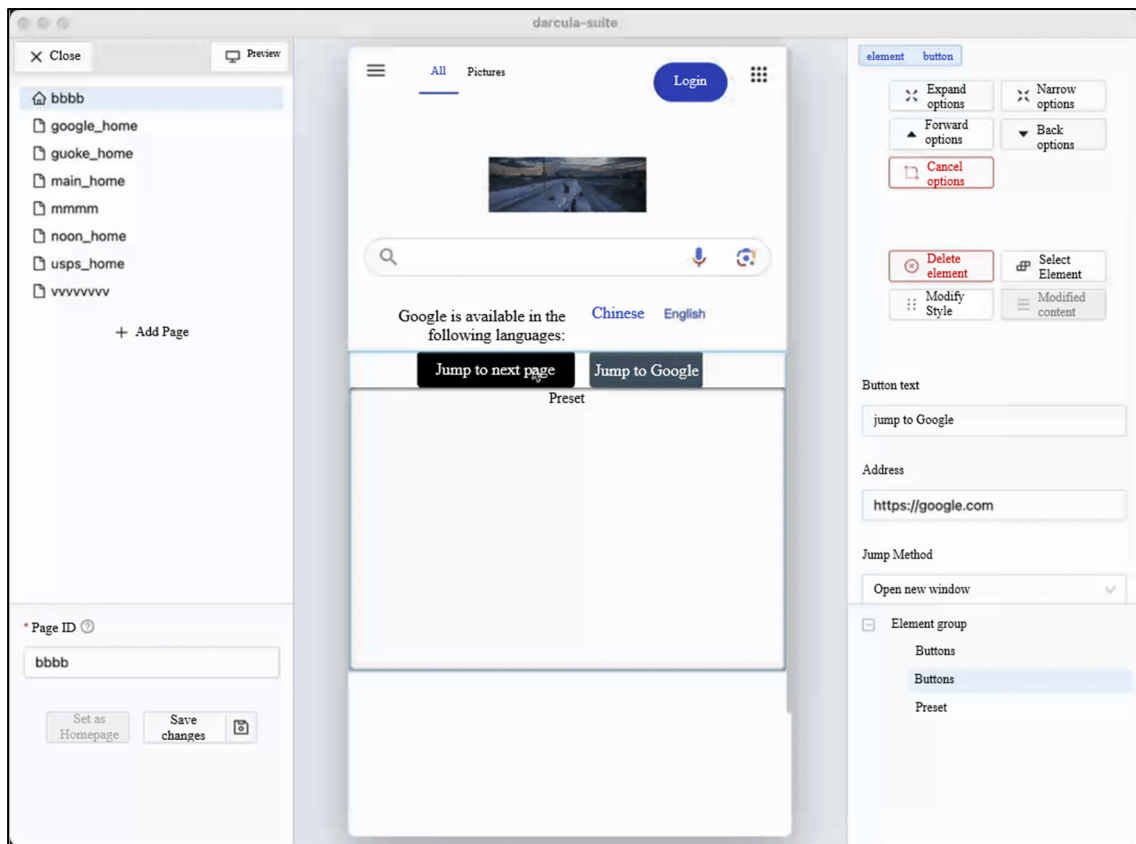 darcula-suite
Close
Preview
bbbb
google_home
guoke_home
main_home
mmmm
noon_home
usps_home
vvvvvvvv
+ Add Page
* Page ID
bbbb
Set as
Homepage
Save
changes
All
Pictures
Login
Google is available in the
following languages:
Chinese
English
Jump to next page
Jump to Google
Preset
element
button
Expand
options
Narrow
options
Forward
options
Back
options
Cancel
options
Delete
element
Select
Element
Modify
Style
Modified
content
Button text
jump to Google
Address
https://google.com
Jump Method
Open new window
Element group
Buttons
Buttons
Preset